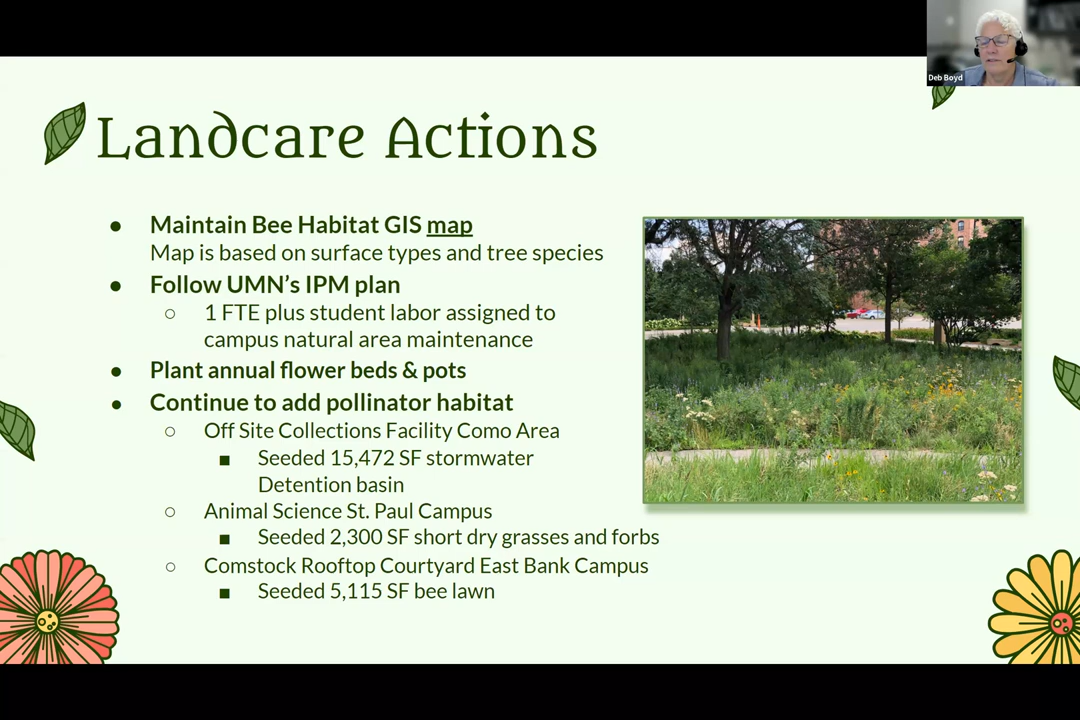 Deb Boyd
Landcare Actions
● Maintain Bee Habitat GIS map
Map is based on surface types and tree species
● Follow UMN’s IPM plan
○ 1 FTE plus student labor assigned to
campus natural area maintenance
● Plant annual flower beds & pots
● Continue to add pollinator habitat
○ Off Site Collections Facility Como Area
■ Seeded 15,472 SF stormwater
Detention basin
○ Animal Science St. Paul Campus
■ Seeded 2,300 SF short dry grasses and forbs
○ Comstock Rooftop Courtyard East Bank Campus
■ Seeded 5,115 SF bee lawn